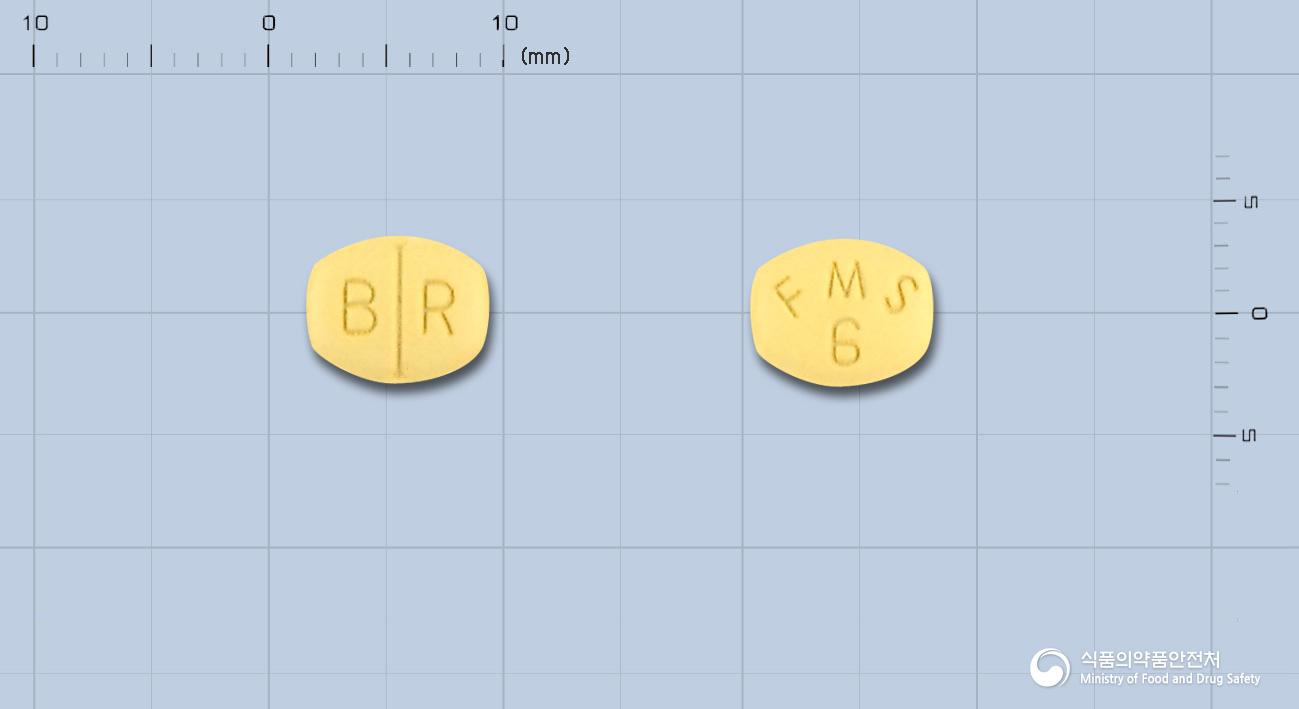 10 0 10 (mm)
5
0
5
B R
F M S
6
식품의약품안전처
Ministry of Food and Drug Safety